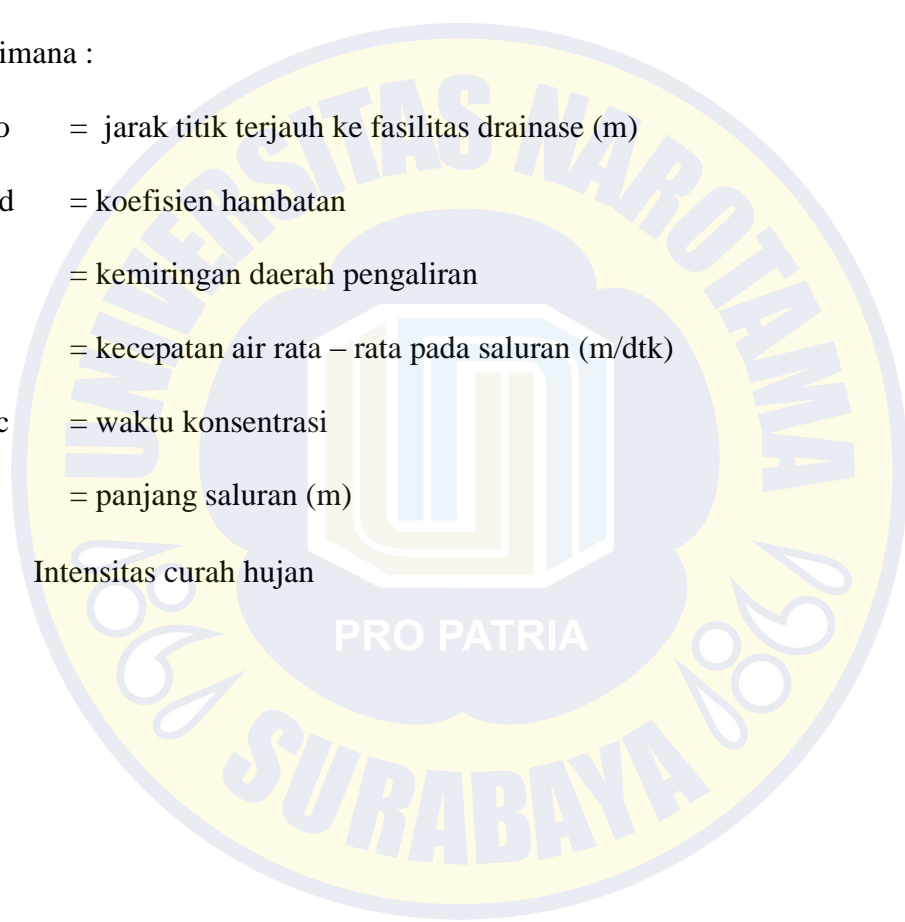 imana :
o = jarak titik terjauh ke fasilitas drainase (m)
d = koefisien hambatan
= kemiringan daerah pengaliran
= kecepatan air rata – rata pada saluran (m/dtk)
c = waktu konsentrasi
= panjang saluran (m)
Intensitas curah hujan
UNIVERSITAS NAROTAMA
PRO PATRIA
SURABAYA